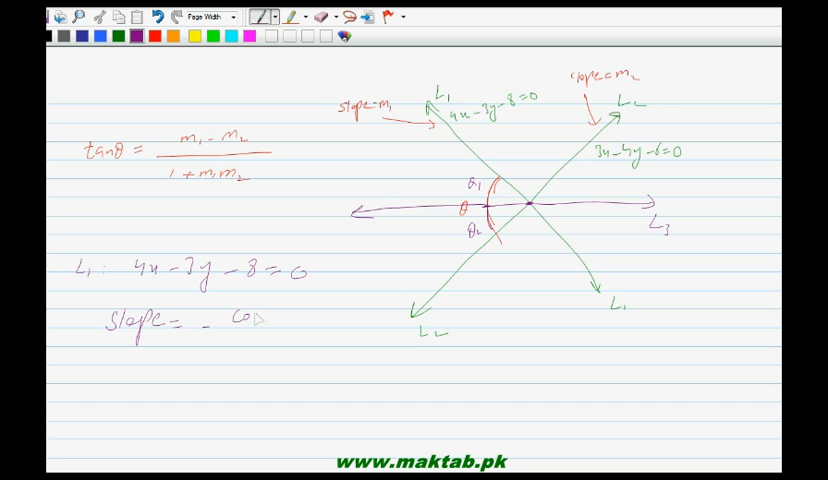 Page Width
L₁
4x - 3y - 8 = 0
slope = m₁
slope = m₂
L₂
3x - 4y - 6 = 0
tanθ = (m₁ - m₂) / (1 + m₁m₂)
θ₁
θ
θ₂
L₃
L₁ : 4x - 3y - 8 = 0
L₁
Slope = - co
L₂
www.maktab.pk